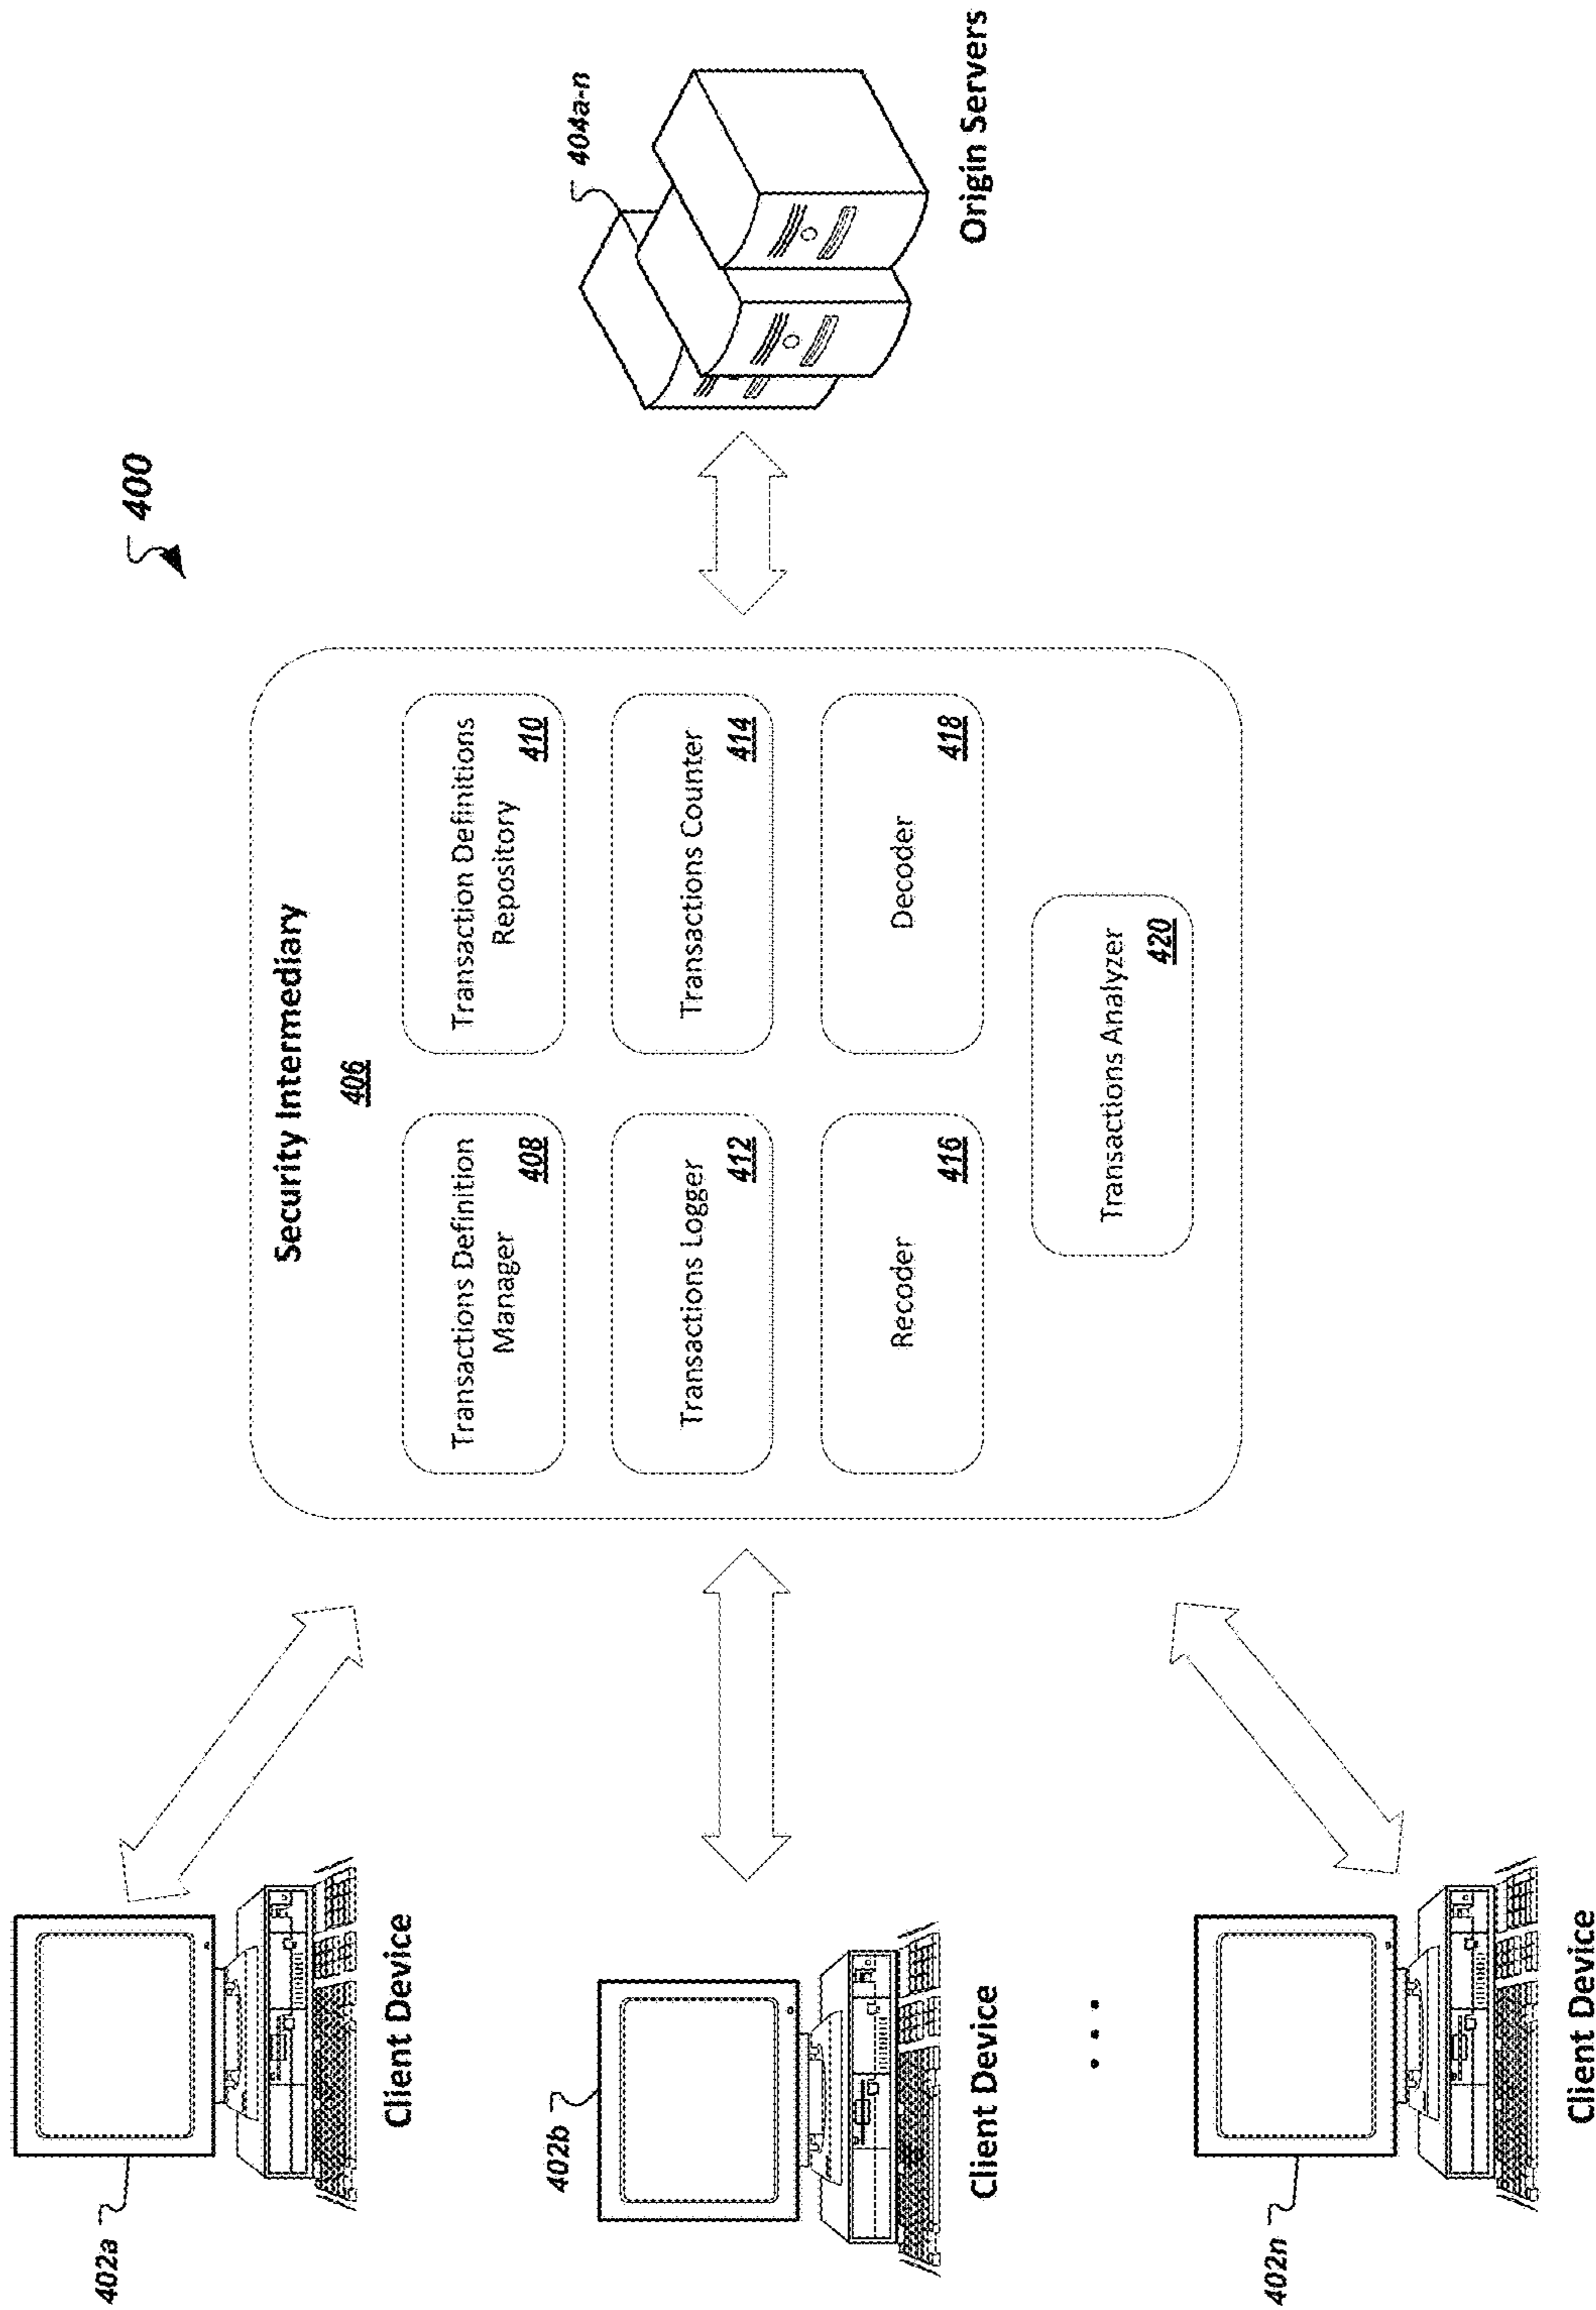 400
402a
Client Device
402b
Client Device
...
402n
Client Device
Security Intermediary
406
Transactions Definition
Manager
408
Transaction Definitions
Repository
410
Transactions Logger
412
Transactions Counter
414
Recoder
416
Decoder
418
Transactions Analyzer
420
404a-n
Origin Servers